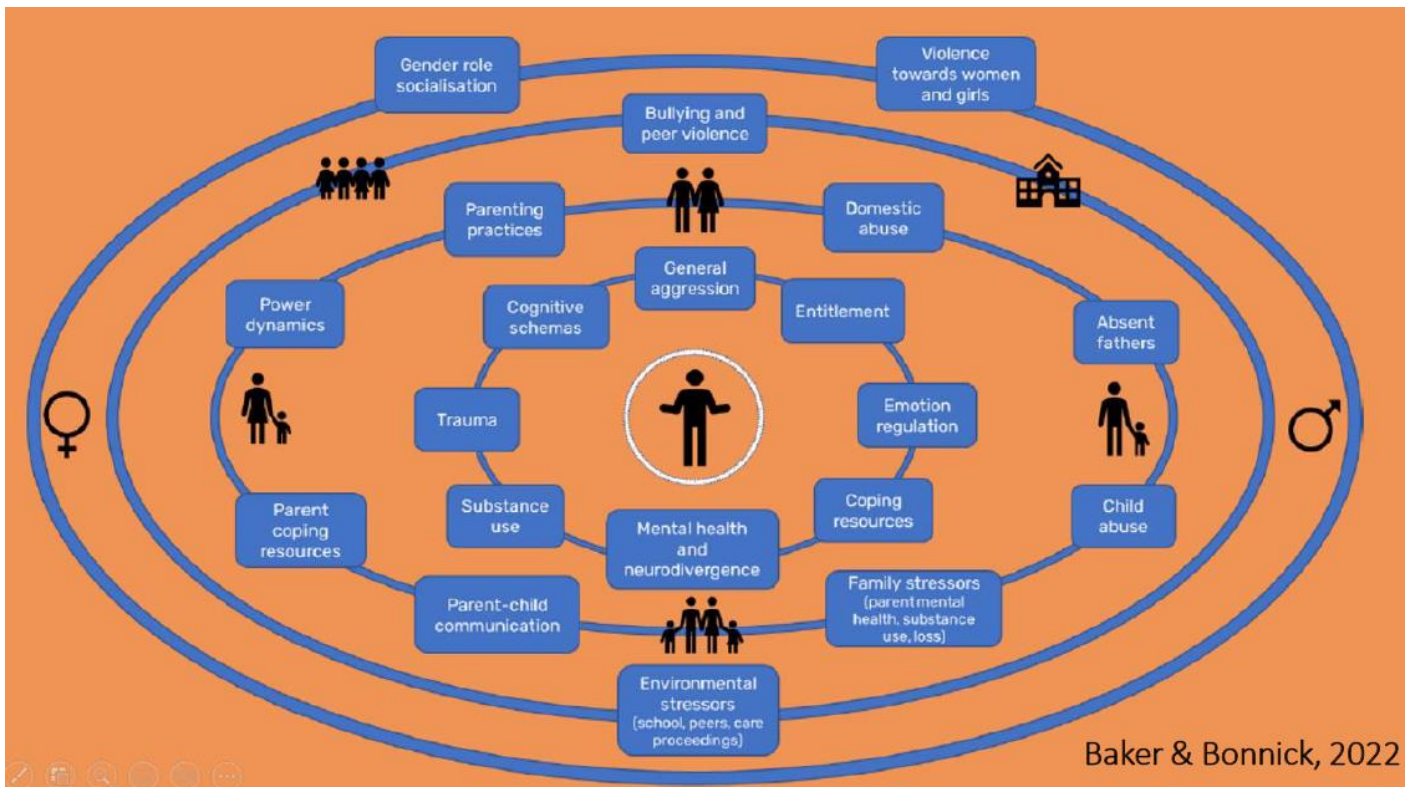 Gender role
socialisation
Violence
towards women
and girls
Bullying and
peer violence
Parenting
practices
Domestic
abuse
General
aggression
Power
dynamics
Cognitive
schemas
Entitlement
Absent
fathers
Trauma
Emotion
regulation
Parent
coping
resources
Substance
use
Mental health
and
neurodivergence
Coping
resources
Child
abuse
Parent-child
communication
Family stressors
(parent mental
health, substance
use, loss)
Environmental
stressors
(school, peers, care
proceedings)
Baker & Bonnick, 2022